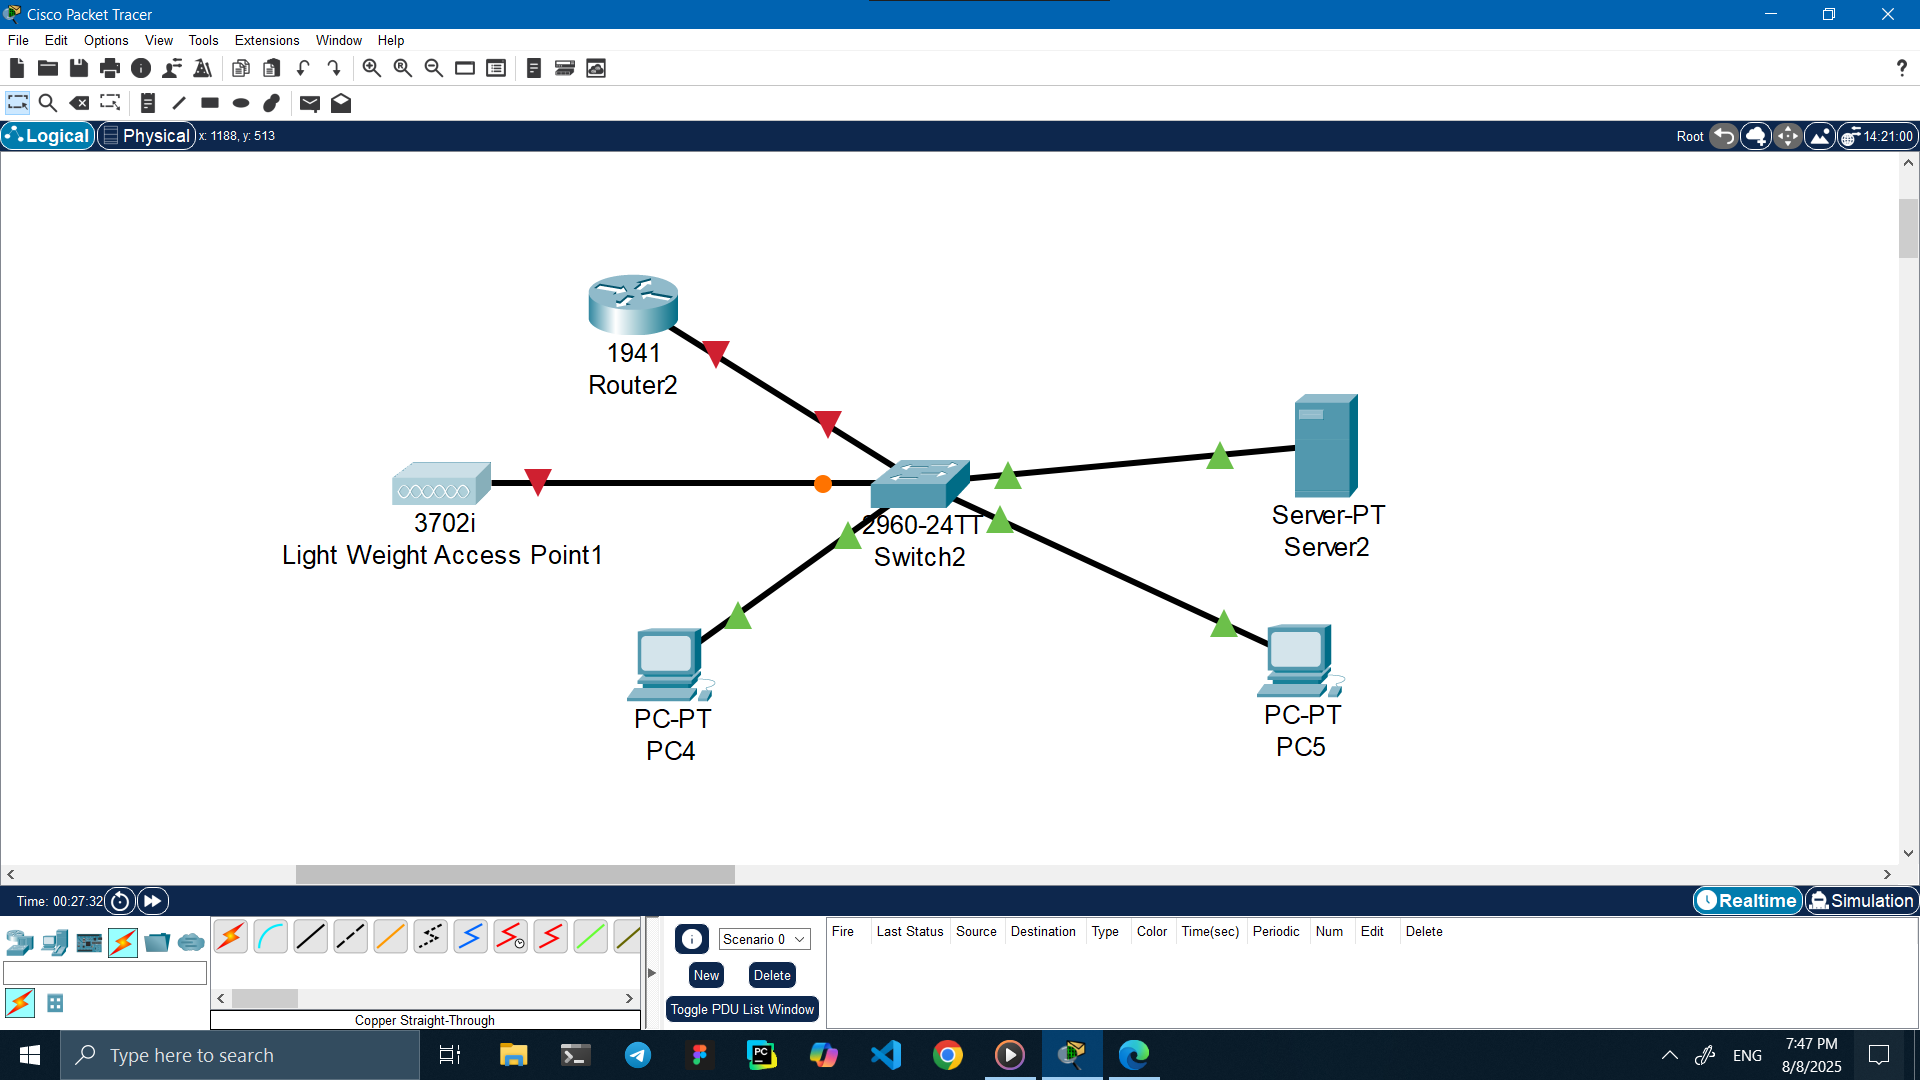 Cisco Packet Tracer
File Edit Options View Tools Extensions Window Help
?
Logical Physical x: 1188, y: 513 Root 14:21:00
1941
Router2
3702i
Light Weight Access Point1
2960-24TT
Switch2
Server-PT
Server2
PC-PT
PC4
PC-PT
PC5
Time: 00:27:32 Realtime Simulation
Scenario 0
New Delete
Toggle PDU List Window
Fire Last Status Source Destination Type Color Time(sec) Periodic Num Edit Delete
Copper Straight-Through
Type here to search
PC
ENG
7:47 PM
8/8/2025